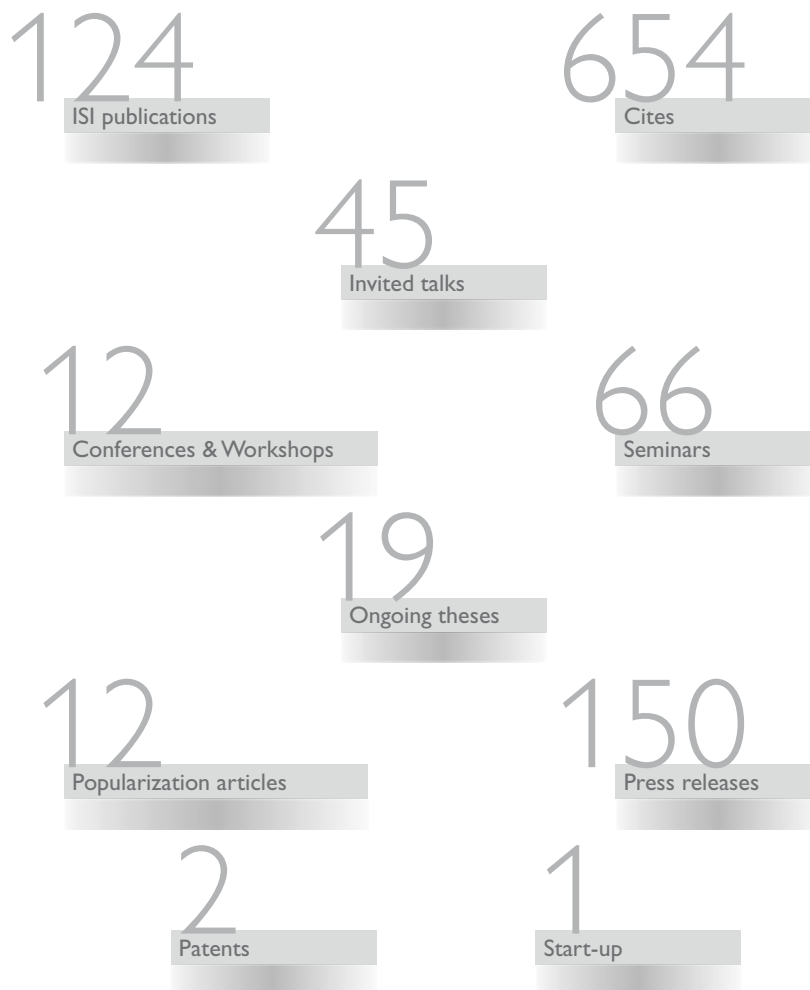 124
ISI publications
654
Cites
45
Invited talks
12
Conferences & Workshops
66
Seminars
19
Ongoing theses
12
Popularization articles
150
Press releases
2
Patents
1
Start-up